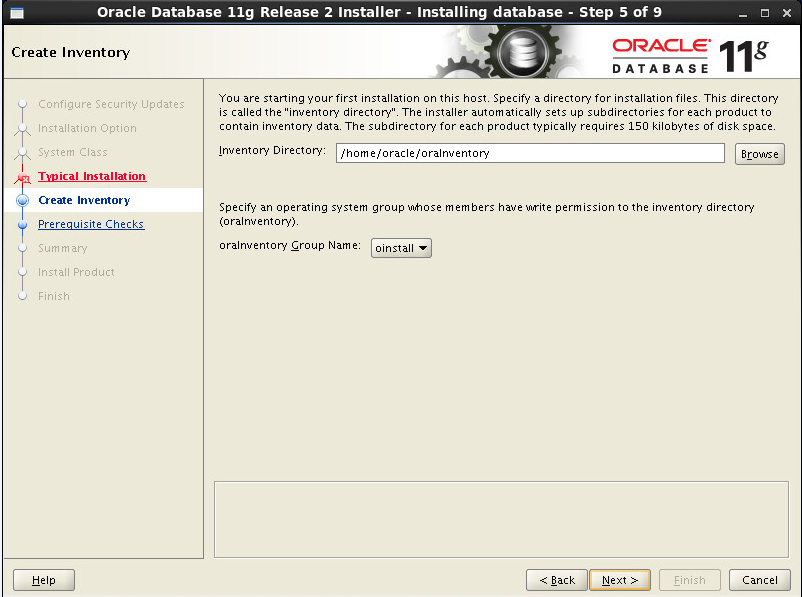 Oracle Database 11g Release 2 Installer - Installing database - Step 5 of 9
Create Inventory
ORACLE
DATABASE
11g
Configure Security Updates
Installation Option
System Class
Typical Installation
Create Inventory
Prerequisite Checks
Summary
Install Product
Finish
You are starting your first installation on this host. Specify a directory for installation files. This directory
is called the "inventory directory". The installer automatically sets up subdirectories for each product to
contain inventory data. The subdirectory for each product typically requires 150 kilobytes of disk space.
Inventory Directory: /home/oracle/oraInventory Browse
Specify an operating system group whose members have write permission to the inventory directory
(oraInventory).
oraInventory Group Name: oinstall
Help < Back Next > Finish Cancel